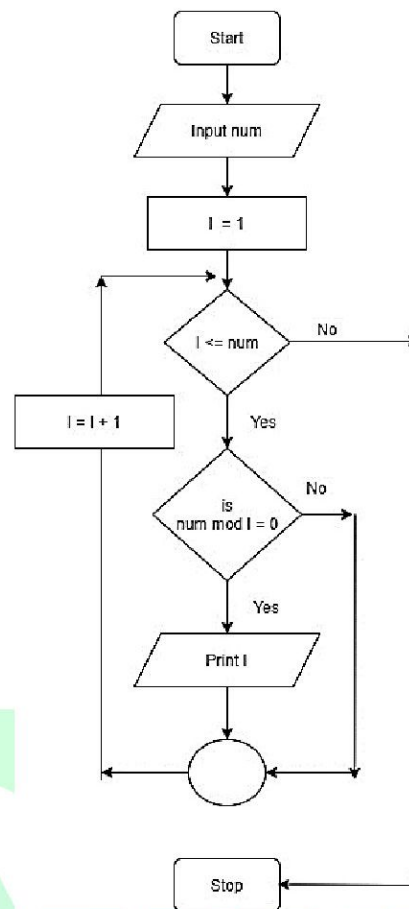 Start
Input num
I = 1
I <= num
No
I = I + 1
Yes
is
num mod I = 0
No
Yes
Print I
Stop